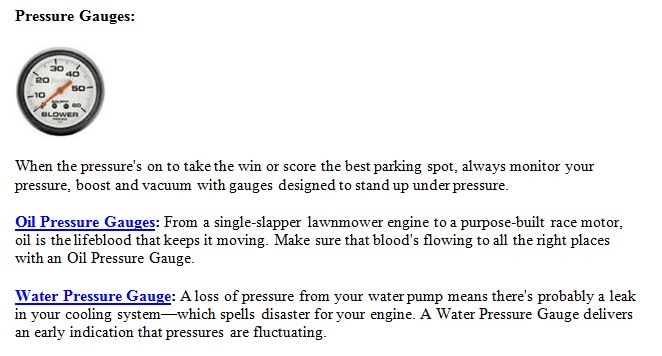 Pressure Gauges:
30
40
20
50
10
60
BLOWER
When the pressure's on to take the win or score the best parking spot, always monitor your
pressure, boost and vacuum with gauges designed to stand up under pressure.
Oil Pressure Gauges: From a single-slapper lawnmower engine to a purpose-built race motor,
oil is the lifeblood that keeps it moving. Make sure that blood's flowing to all the right places
with an Oil Pressure Gauge.
Water Pressure Gauge: A loss of pressure from your water pump means there's probably a leak
in your cooling system—which spells disaster for your engine. A Water Pressure Gauge delivers
an early indication that pressures are fluctuating.